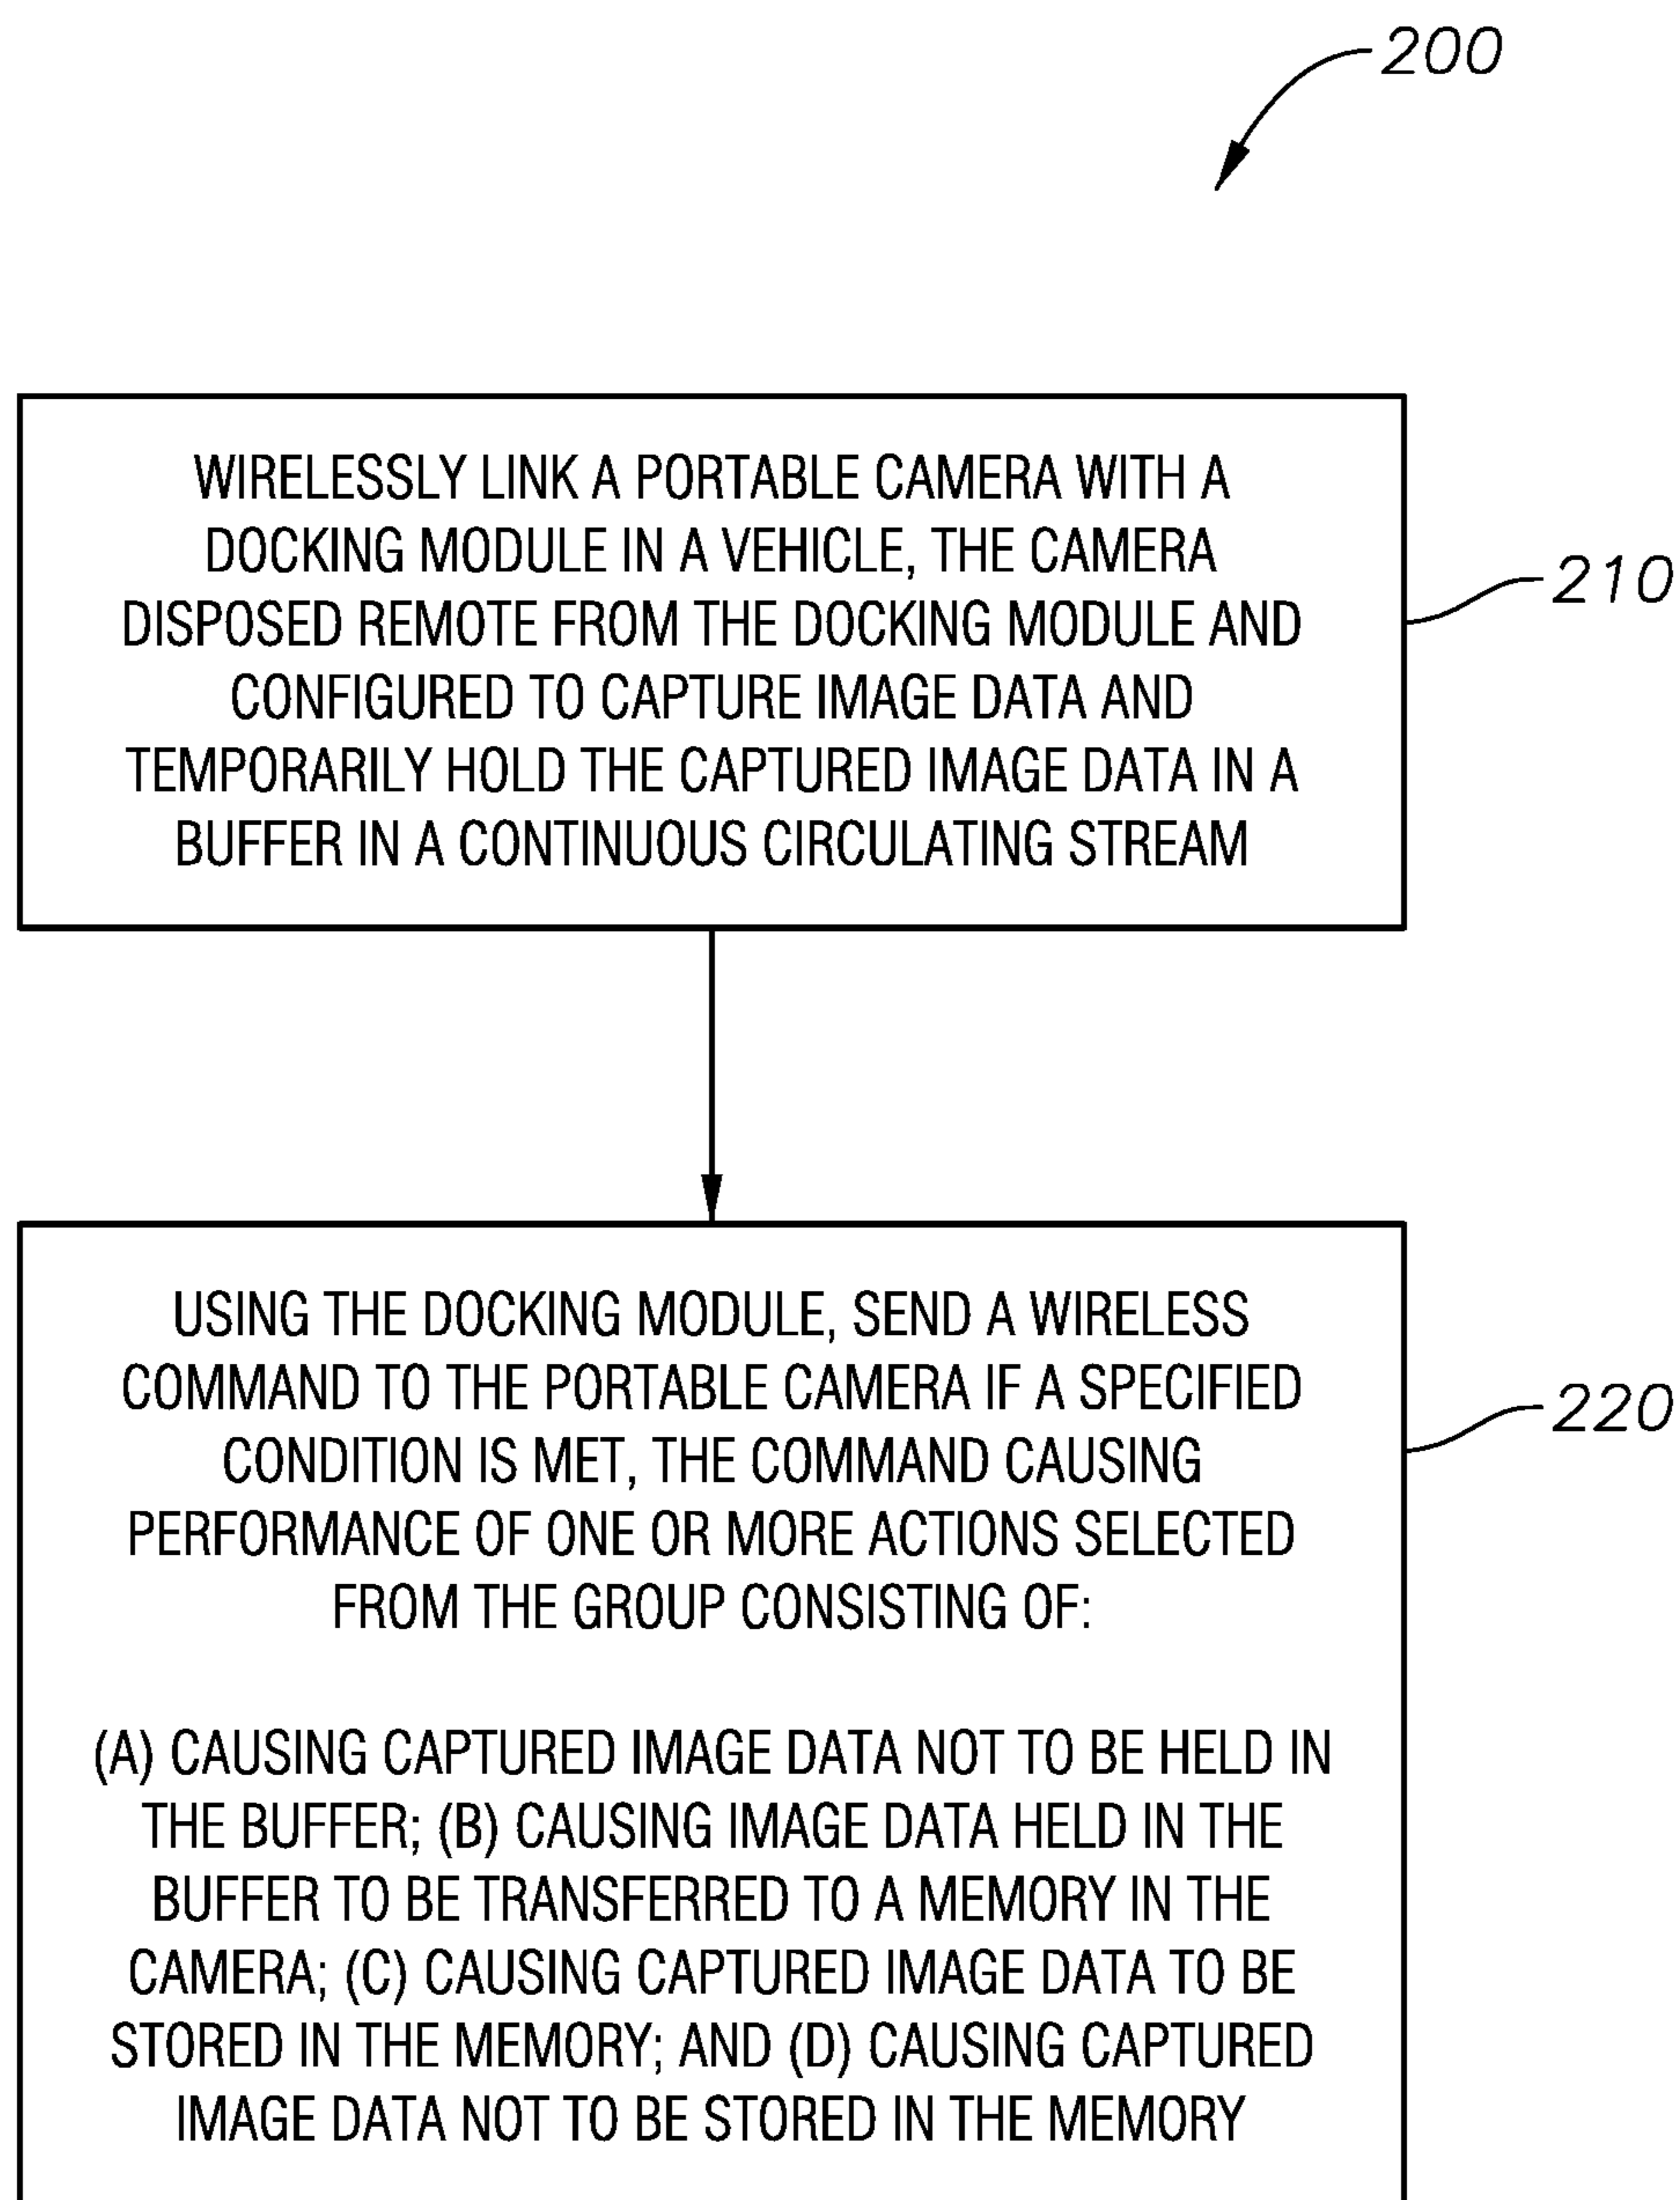 200
WIRELESSLY LINK A PORTABLE CAMERA WITH A
DOCKING MODULE IN A VEHICLE, THE CAMERA
DISPOSED REMOTE FROM THE DOCKING MODULE AND
CONFIGURED TO CAPTURE IMAGE DATA AND
TEMPORARILY HOLD THE CAPTURED IMAGE DATA IN A
BUFFER IN A CONTINUOUS CIRCULATING STREAM
210
USING THE DOCKING MODULE, SEND A WIRELESS
COMMAND TO THE PORTABLE CAMERA IF A SPECIFIED
CONDITION IS MET, THE COMMAND CAUSING
PERFORMANCE OF ONE OR MORE ACTIONS SELECTED
FROM THE GROUP CONSISTING OF:
(A) CAUSING CAPTURED IMAGE DATA NOT TO BE HELD IN
THE BUFFER; (B) CAUSING IMAGE DATA HELD IN THE
BUFFER TO BE TRANSFERRED TO A MEMORY IN THE
CAMERA; (C) CAUSING CAPTURED IMAGE DATA TO BE
STORED IN THE MEMORY; AND (D) CAUSING CAPTURED
IMAGE DATA NOT TO BE STORED IN THE MEMORY
220